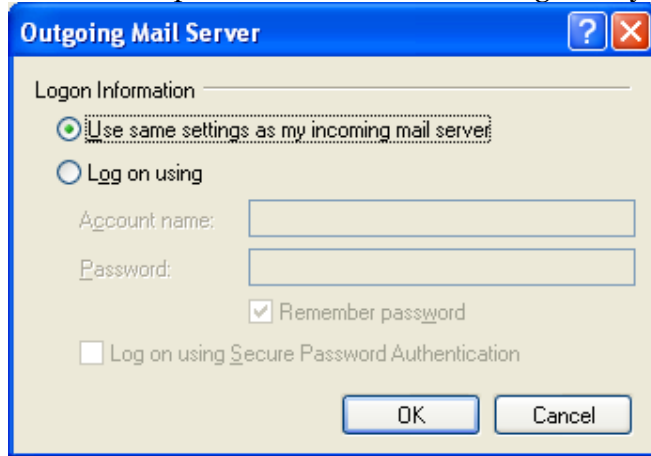 Outgoing Mail Server
Logon Information
Use same settings as my incoming mail server
Log on using
Account name:
Password:
Remember password
Log on using Secure Password Authentication
OK Cancel